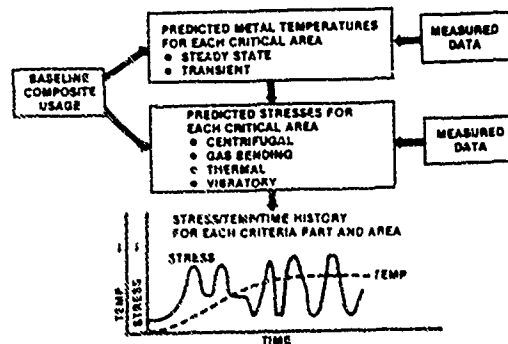 PREDICTED METAL TEMPERATURES
FOR EACH CRITICAL AREA
● STEADY STATE
● TRANSIENT
MEASURED
DATA
BASELINE
COMPOSITE
USAGE
PREDICTED STRESSES FOR
EACH CRITICAL AREA
● CENTRIFUGAL
● GAS BENDING
● THERMAL
● VIBRATORY
MEASURED
DATA
STRESS/TEMP/TIME HISTORY
FOR EACH CRITERIA PART AND AREA
STRESS
TEMP
TEMP
STRESS
TIME